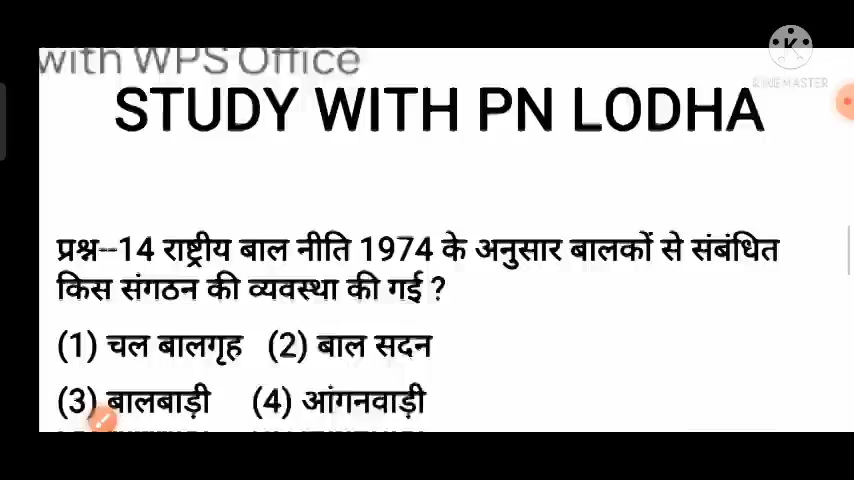 with WPS Office
KINEMASTER
STUDY WITH PN LODHA
प्रश्न--14 राष्ट्रीय बाल नीति 1974 के अनुसार बालकों से संबंधित
किस संगठन की व्यवस्था की गई ?
(1) चल बालगृह (2) बाल सदन
(3) बालबाड़ी (4) आंगनवाड़ी